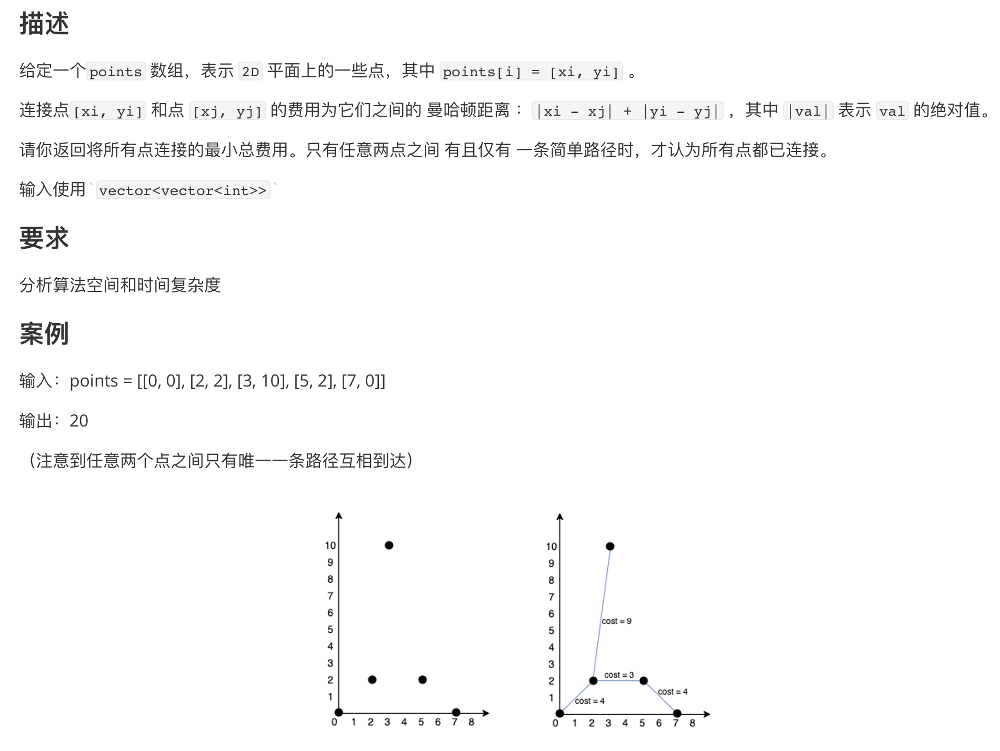 描述
给定一个points 数组，表示 2D 平面上的一些点，其中 points[i] = [xi, yi] 。
连接点[xi, yi] 和点 [xj, yj] 的费用为它们之间的 曼哈顿距离 ： |xi - xj| + |yi - yj| ，其中 |val| 表示 val 的绝对值。
请你返回将所有点连接的最小总费用。只有任意两点之间 有且仅有 一条简单路径时，才认为所有点都已连接。
输入使用`vector<vector<int>>`
要求
分析算法空间和时间复杂度
案例
输入：points = [[0, 0], [2, 2], [3, 10], [5, 2], [7, 0]]
输出：20
（注意到任意两个点之间只有唯一一条路径互相到达）
10
9
8
7
6
5
4
3
2
1
0 1 2 3 4 5 6 7 8
10
9
8
7
6
5
4
3
2
1
cost = 9
cost = 3
cost = 4
cost = 4
0 1 2 3 4 5 6 7 8